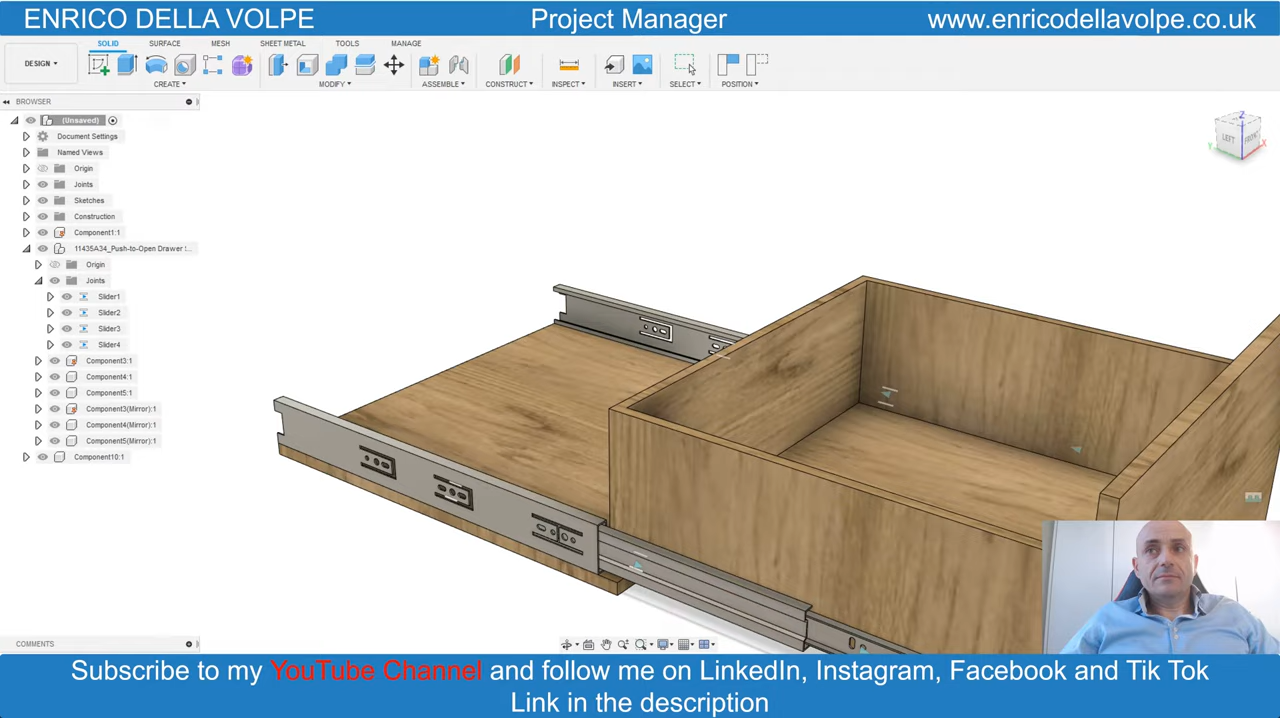 ENRICO DELLA VOLPE Project Manager www.enricodellavolpe.co.uk
SOLID SURFACE MESH SHEET METAL TOOLS MANAGE
DESIGN
CREATE MODIFY ASSEMBLE CONSTRUCT INSPECT INSERT SELECT POSITION
BROWSER
(Unsaved)
Document Settings
Named Views
Origin
Joints
Sketches
Construction
Component1:1
11435A34_Push-to-Open Drawer :...
Origin
Joints
Slider1
Slider2
Slider3
Slider4
Component3:1
Component4:1
Component5:1
Component3(Mirror):1
Component4(Mirror):1
Component5(Mirror):1
Component10:1
Z
LEFT FRONT
Y X
COMMENTS
Subscribe to my YouTube Channel and follow me on LinkedIn, Instagram, Facebook and Tik Tok
Link in the description